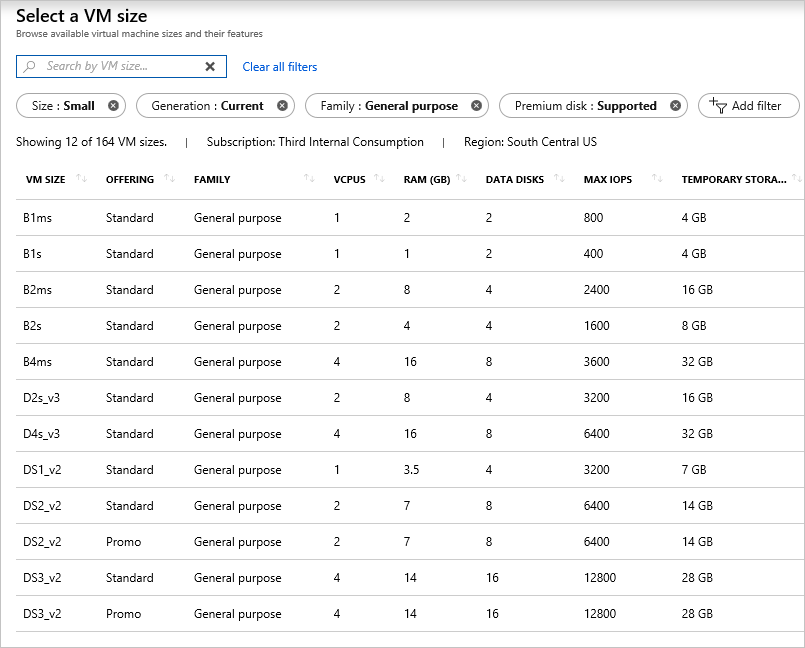 Select a VM size
Browse available virtual machine sizes and their features
Search by VM size... Clear all filters
Size : Small Generation : Current Family : General purpose Premium disk : Supported Add filter
Showing 12 of 164 VM sizes. | Subscription: Third Internal Consumption | Region: South Central US
VM SIZE OFFERING FAMILY VCPUS RAM (GB) DATA DISKS MAX IOPS TEMPORARY STORA...
B1ms Standard General purpose 1 2 2 800 4 GB
B1s Standard General purpose 1 1 2 400 4 GB
B2ms Standard General purpose 2 8 4 2400 16 GB
B2s Standard General purpose 2 4 4 1600 8 GB
B4ms Standard General purpose 4 16 8 3600 32 GB
D2s_v3 Standard General purpose 2 8 4 3200 16 GB
D4s_v3 Standard General purpose 4 16 8 6400 32 GB
DS1_v2 Standard General purpose 1 3.5 4 3200 7 GB
DS2_v2 Standard General purpose 2 7 8 6400 14 GB
DS2_v2 Promo General purpose 2 7 8 6400 14 GB
DS3_v2 Standard General purpose 4 14 16 12800 28 GB
DS3_v2 Promo General purpose 4 14 16 12800 28 GB